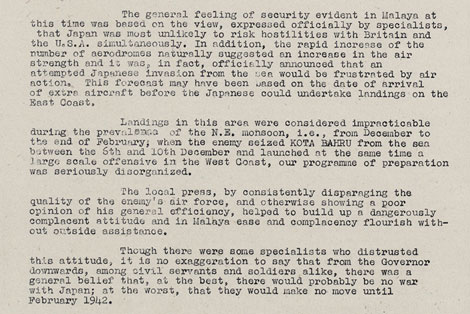 The general feeling of security evident in Malaya at
this time was based on the view, expressed officially by specialists,
that Japan was most unlikely to risk hostilities with Britain and
the U.S.A. simultaneously. In addition, the rapid increase of the
number of aerodromes naturally suggested an increase in the air
strength and it was, in fact, officially announced that an
attempted Japanese invasion from the sea would be frustrated by air
action. This forecast may have been based on the date of arrival
of extra aircraft before the Japanese could undertake landings on the
East Coast.
Landings in this area were considered impracticable
during the prevalence of the N.E. monsoon, i.e., from December to
the end of February; when the enemy seized KOTA BAHRU from the sea
between the 8th and 10th December and launched at the same time a
large scale offensive in the West Coast, our programme of preparation
was seriously disorganized.
The local press, by consistently disparaging the
quality of the enemy's air force, and otherwise showing a poor
opinion of his general efficiency, helped to build up a dangerously
complacent attitude and in Malaya ease and complacency flourish with-
out outside assistance.
Though there were some specialists who distrusted
this attitude, it is no exaggeration to say that from the Governor
downwards, among civil servants and soldiers alike, there was a
general belief that, at the best, there would probably be no war
with Japan; at the worst, that they would make no move until
February 1942.